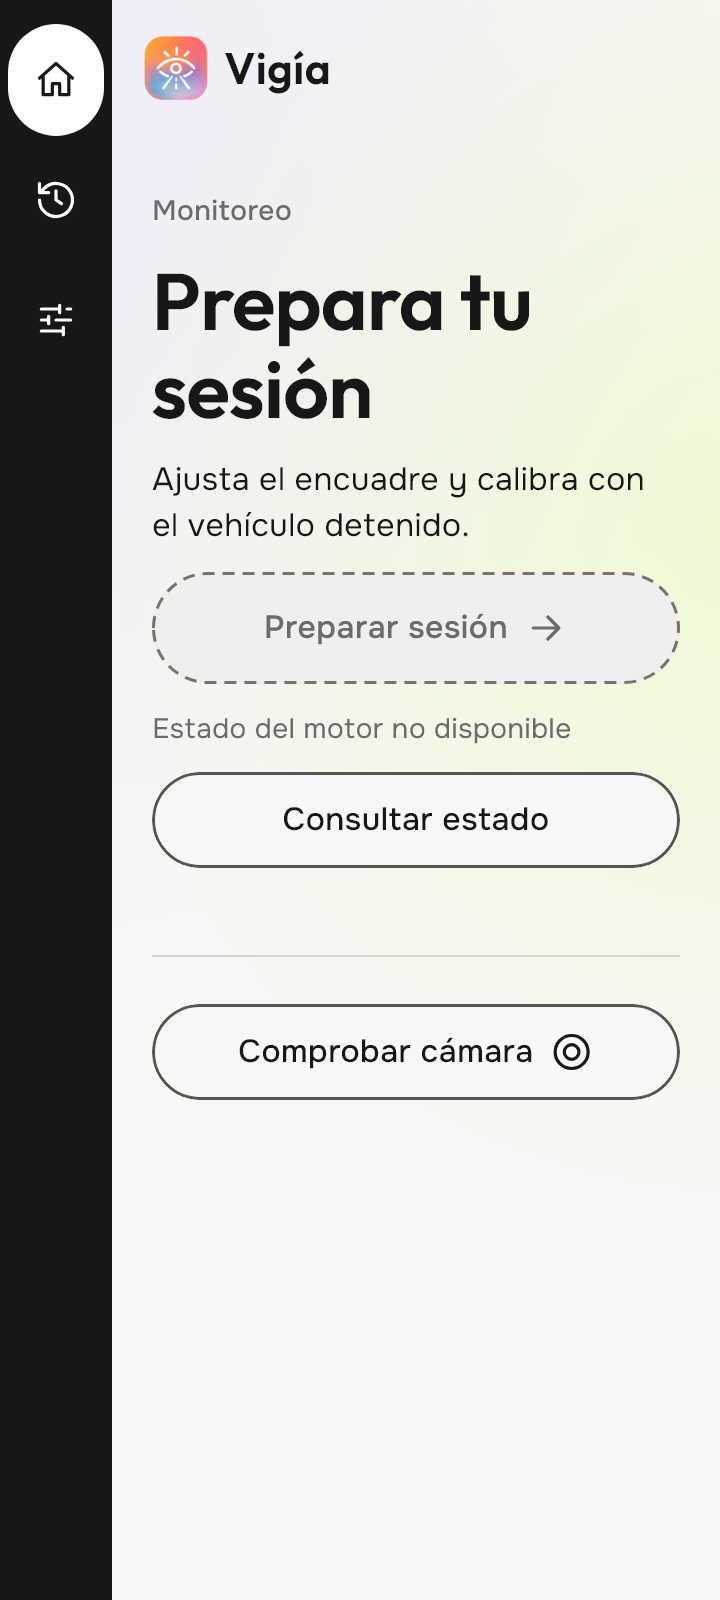 Vigía
Monitoreo
Prepara tu
sesión
Ajusta el encuadre y calibra con
el vehículo detenido.
Preparar sesión
Estado del motor no disponible
Consultar estado
Comprobar cámara